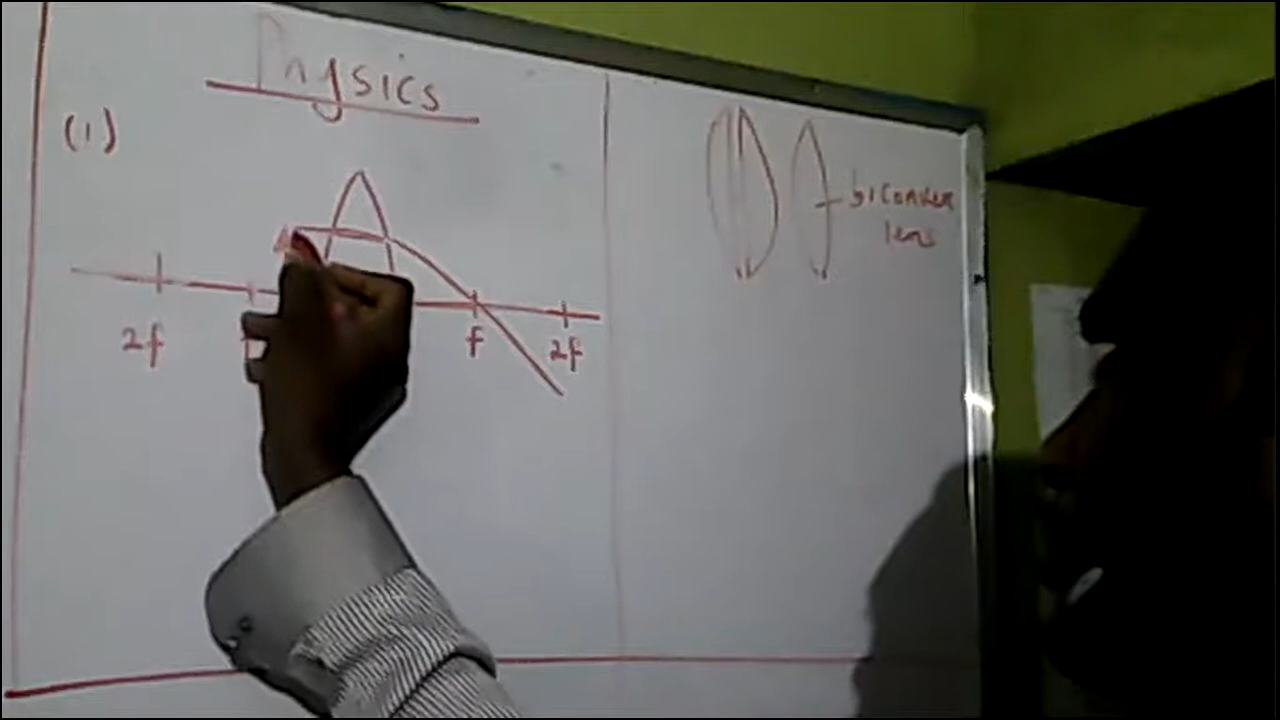 Physics
(1)
biconvex
lens
2f
f
2f